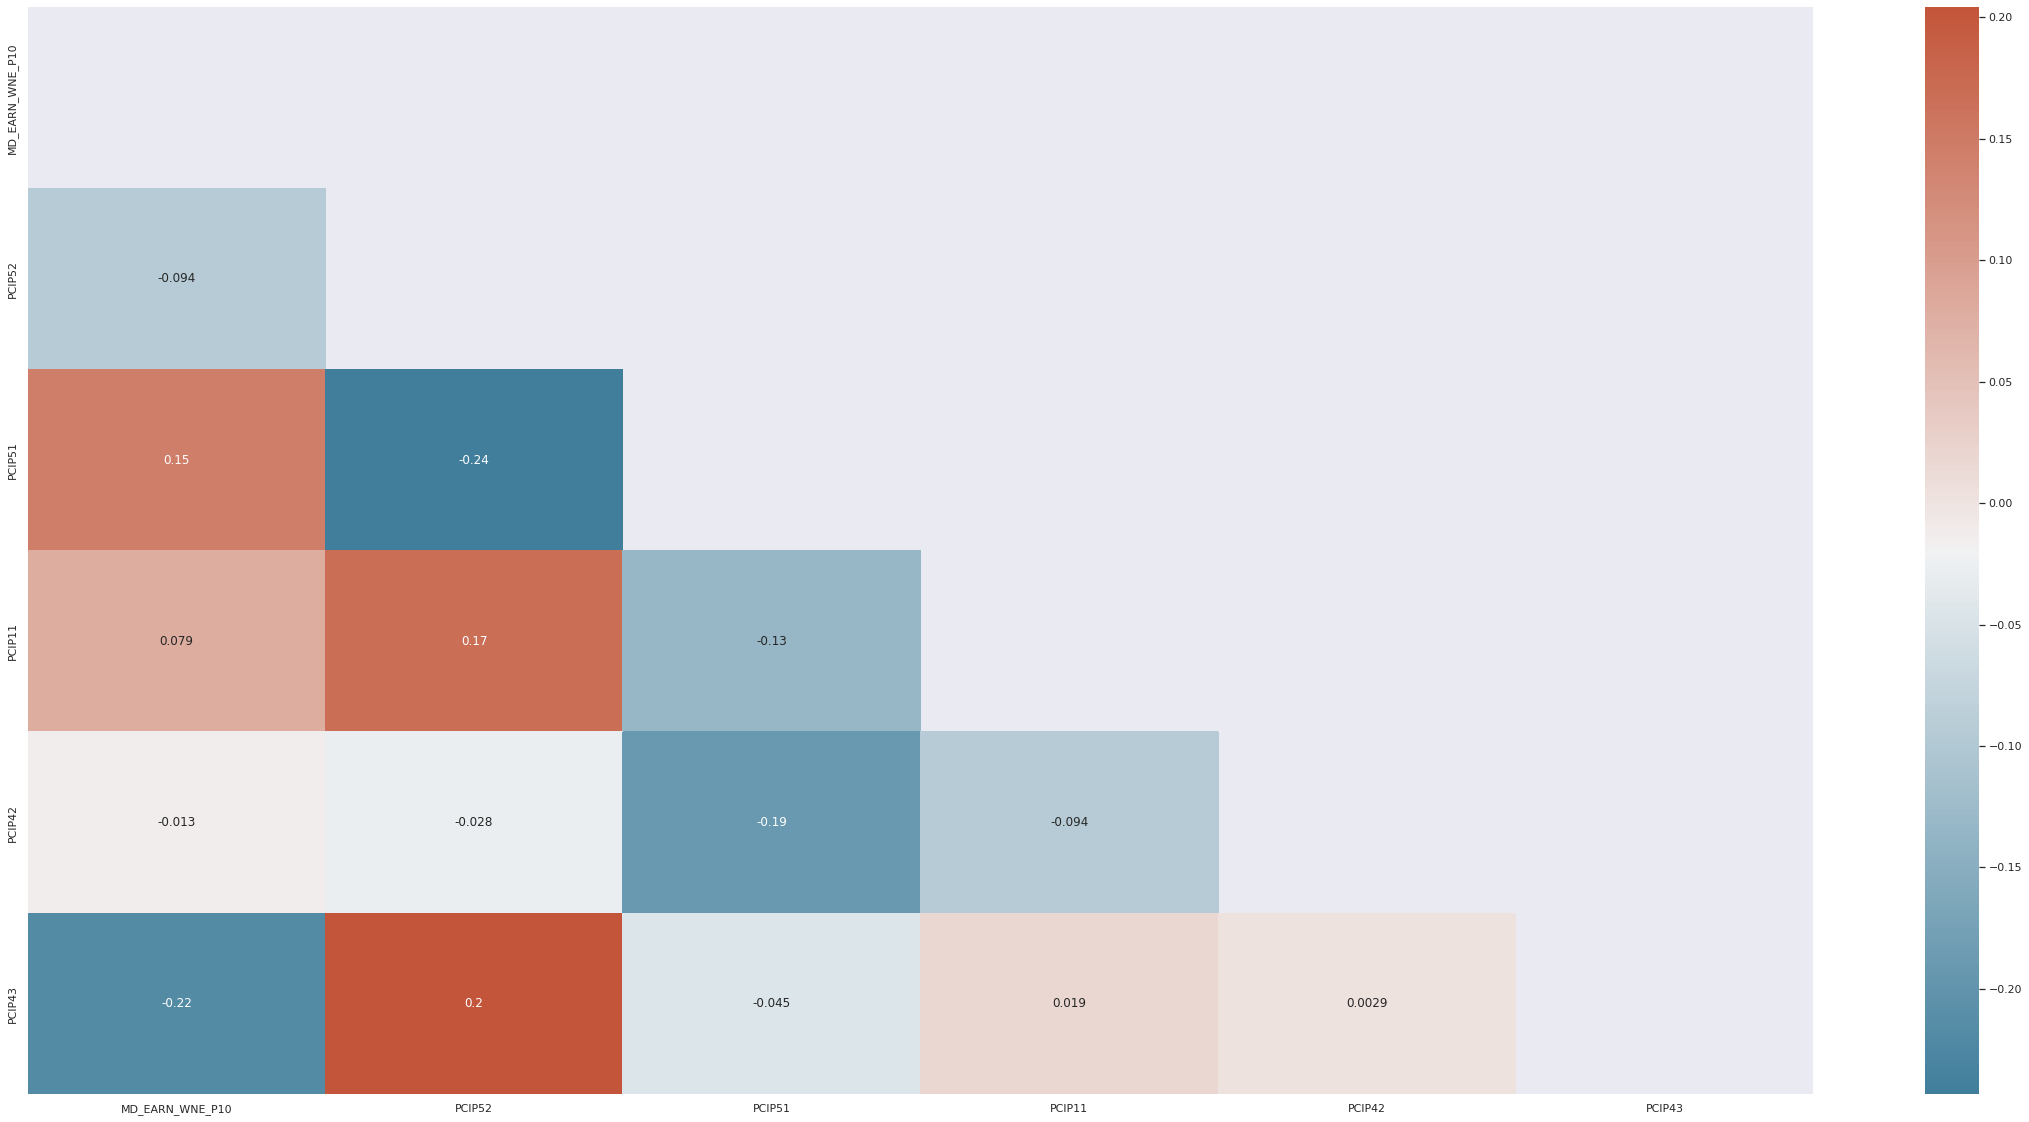 MD_EARN_WNE_P10
PCIP52
-0.094
PCIP51
0.15 -0.24
PCIP11
0.079 0.17 -0.13
PCIP42
-0.013 -0.028 -0.19 -0.094
PCIP43
-0.22 0.2 -0.045 0.019 0.0029
MD_EARN_WNE_P10 PCIP52 PCIP51 PCIP11 PCIP42 PCIP43
0.20
0.15
0.10
0.05
0.00
−0.05
−0.10
−0.15
−0.20